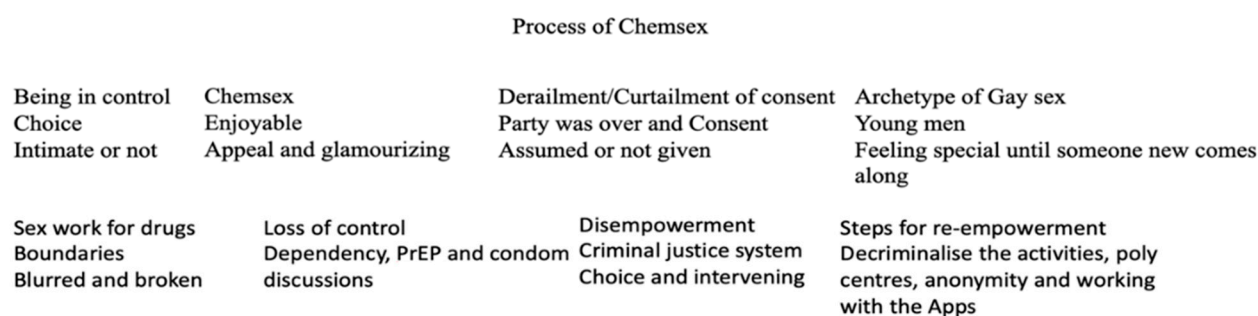 Process of Chemsex
Being in control Chemsex Derailment/Curtailment of consent Archetype of Gay sex
Choice Enjoyable Party was over and Consent Young men
Intimate or not Appeal and glamourizing Assumed or not given Feeling special until someone new comes
along
Sex work for drugs Loss of control Disempowerment Steps for re-empowerment
Boundaries Dependency, PrEP and condom Criminal justice system Decriminalise the activities, poly
Blurred and broken discussions Choice and intervening centres, anonymity and working
with the Apps